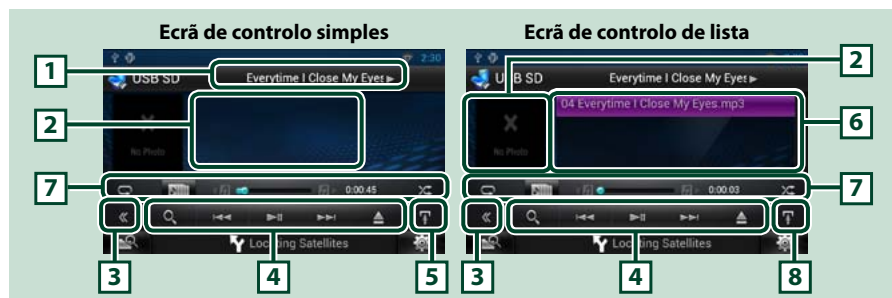 Ecrã de controlo simples
Ecrã de controlo de lista
2:30
USB SD
Everytime I Close My Eyes
No Photo
0:00:45
Locating Satellites
USB SD
Everytime I Close My Eyes
04 Everytime I Close My Eyes.mp3
No Photo
0:00:03
Locating Satellites
1
2
7
3
4
5
2
6
7
3
4
8